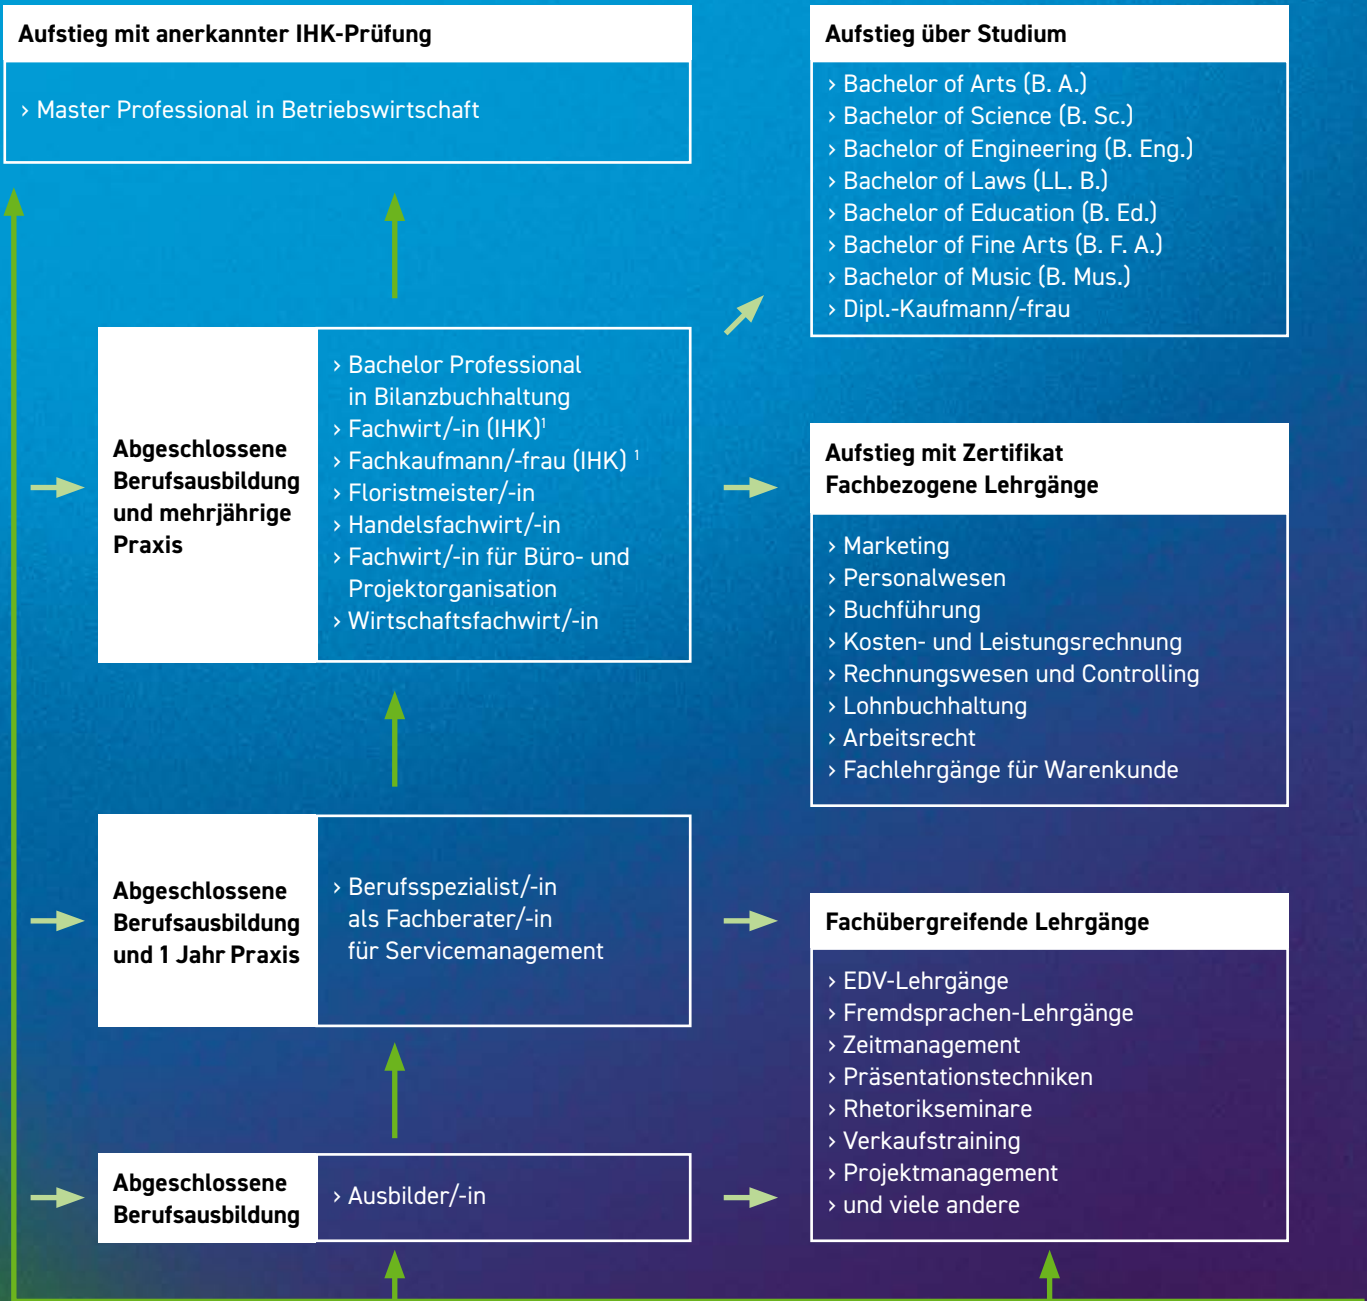 Aufstieg mit anerkannter IHK-Prüfung
› Master Professional in Betriebswirtschaft
Abgeschlossene
Berufsausbildung
und mehrjährige
Praxis
› Bachelor Professional
in Bilanzbuchhaltung
› Fachwirt/-in (IHK)¹
› Fachkaufmann/-frau (IHK) ¹
› Floristmeister/-in
› Handelsfachwirt/-in
› Fachwirt/-in für Büro- und
Projektorganisation
› Wirtschaftsfachwirt/-in
Abgeschlossene
Berufsausbildung
und 1 Jahr Praxis
› Berufsspezialist/-in
als Fachberater/-in
für Servicemanagement
Abgeschlossene
Berufsausbildung
› Ausbilder/-in
Aufstieg über Studium
› Bachelor of Arts (B. A.)
› Bachelor of Science (B. Sc.)
› Bachelor of Engineering (B. Eng.)
› Bachelor of Laws (LL. B.)
› Bachelor of Education (B. Ed.)
› Bachelor of Fine Arts (B. F. A.)
› Bachelor of Music (B. Mus.)
› Dipl.-Kaufmann/-frau
Aufstieg mit Zertifikat
Fachbezogene Lehrgänge
› Marketing
› Personalwesen
› Buchführung
› Kosten- und Leistungsrechnung
› Rechnungswesen und Controlling
› Lohnbuchhaltung
› Arbeitsrecht
› Fachlehrgänge für Warenkunde
Fachübergreifende Lehrgänge
› EDV-Lehrgänge
› Fremdsprachen-Lehrgänge
› Zeitmanagement
› Präsentationstechniken
› Rhetorikseminare
› Verkaufstraining
› Projektmanagement
› und viele andere